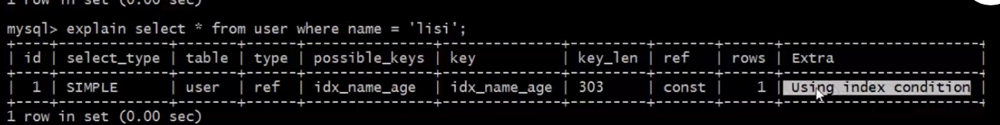 1 row in set (0.00 sec)
mysql> explain select * from user where name = 'lisi';
+----+-------------+-------+------+---------------+--------------+---------+-------+------+-----------------------+
| id | select_type | table | type | possible_keys | key | key_len | ref | rows | Extra |
+----+-------------+-------+------+---------------+--------------+---------+-------+------+-----------------------+
| 1 | SIMPLE | user | ref | idx_name_age | idx_name_age | 303 | const | 1 | Using index condition |
+----+-------------+-------+------+---------------+--------------+---------+-------+------+-----------------------+
1 row in set (0.00 sec)